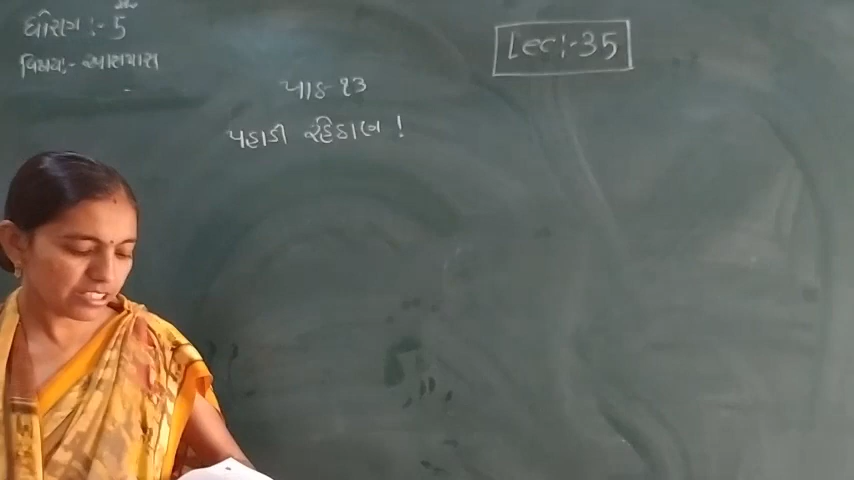 ધોરણ :- 5
વિષય:- આસપાસ
Lec:-35
પાઠ-૧૩
પહાડી રહેઠાણ !